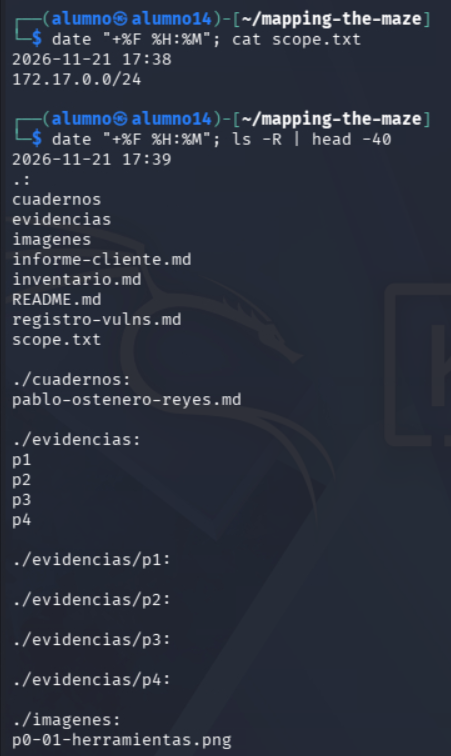 ┌──(alumno㉿alumno14)-[~/mapping-the-maze]
└─$ date "+%F %H:%M"; cat scope.txt
2026-11-21 17:38
172.17.0.0/24

┌──(alumno㉿alumno14)-[~/mapping-the-maze]
└─$ date "+%F %H:%M"; ls -R | head -40
2026-11-21 17:39
.:
cuadernos
evidencias
imagenes
informe-cliente.md
inventario.md
README.md
registro-vulns.md
scope.txt

./cuadernos:
pablo-ostenero-reyes.md

./evidencias:
p1
p2
p3
p4

./evidencias/p1:

./evidencias/p2:

./evidencias/p3:

./evidencias/p4:

./imagenes:
p0-01-herramientas.png